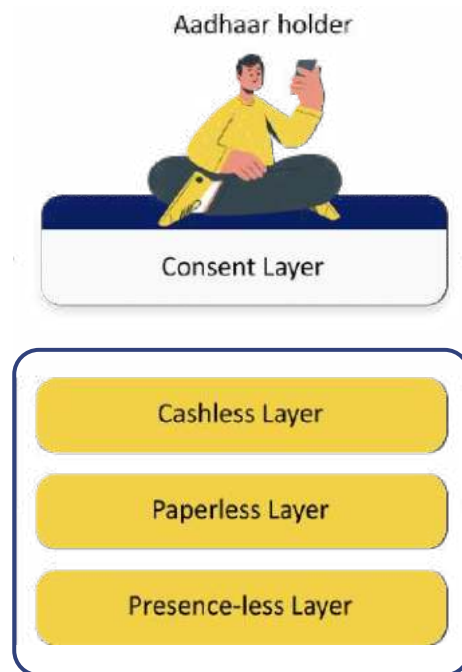 Aadhaar holder
Consent Layer
Cashless Layer
Paperless Layer
Presence-less Layer